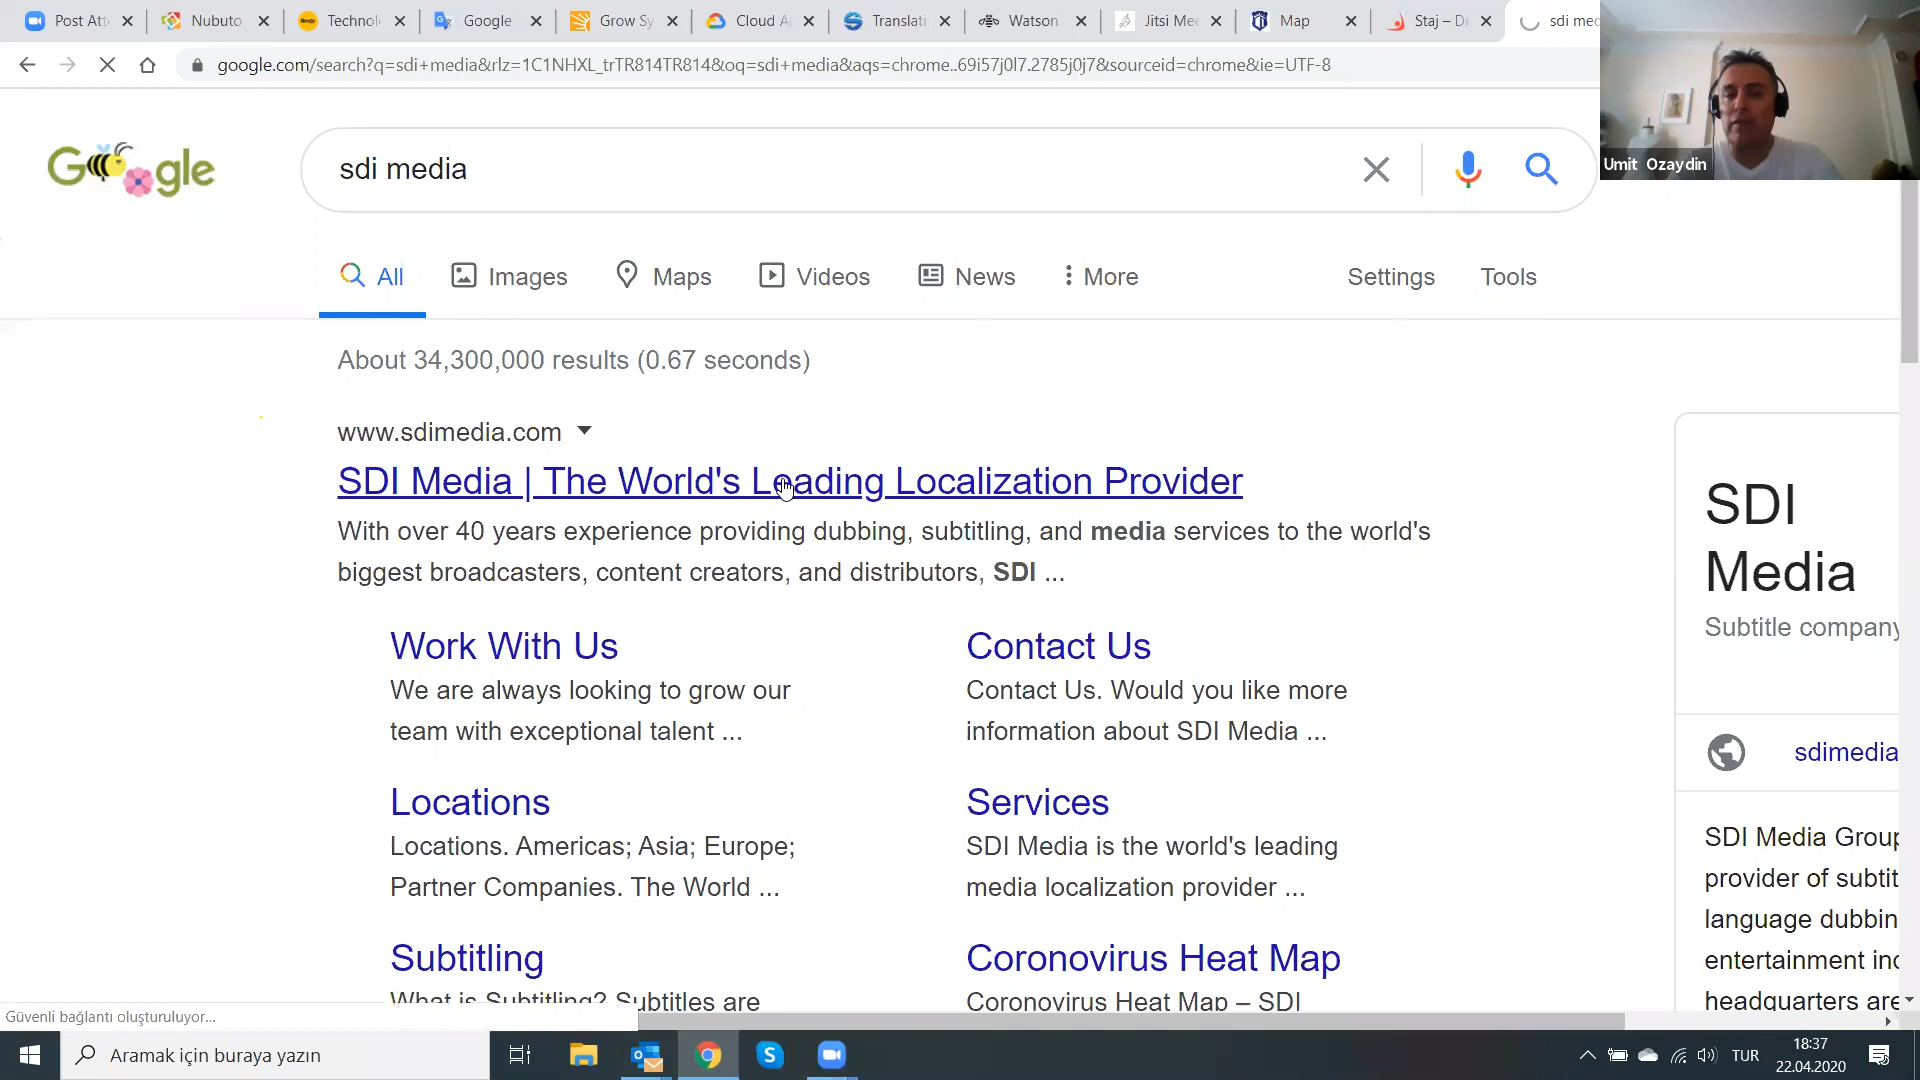 Post Att
Nubuto
Technol
Google
Grow Sy
Cloud A
Translati
Watson
Jitsi Mee
Map
Staj – Dr
sdi med
google.com/search?q=sdi+media&rlz=1C1NHXL_trTR814TR814&oq=sdi+media&aqs=chrome..69i57j0l7.2785j0j7&sourceid=chrome&ie=UTF-8
Umit Ozaydin
Google
sdi media
All
Images
Maps
Videos
News
More
Settings
Tools
About 34,300,000 results (0.67 seconds)
www.sdimedia.com
SDI Media | The World's Leading Localization Provider
With over 40 years experience providing dubbing, subtitling, and media services to the world's
biggest broadcasters, content creators, and distributors, SDI ...
Work With Us
We are always looking to grow our
team with exceptional talent ...
Contact Us
Contact Us. Would you like more
information about SDI Media ...
Locations
Locations. Americas; Asia; Europe;
Partner Companies. The World ...
Services
SDI Media is the world's leading
media localization provider ...
Subtitling
What is Subtitling? Subtitles are
Coronovirus Heat Map
Coronovirus Heat Map – SDI
SDI
Media
Subtitle company
sdimedia
SDI Media Group
provider of subtit
language dubbin
entertainment inc
headquarters are
Güvenli bağlantı oluşturuluyor...
Aramak için buraya yazın
TUR
18:37
22.04.2020